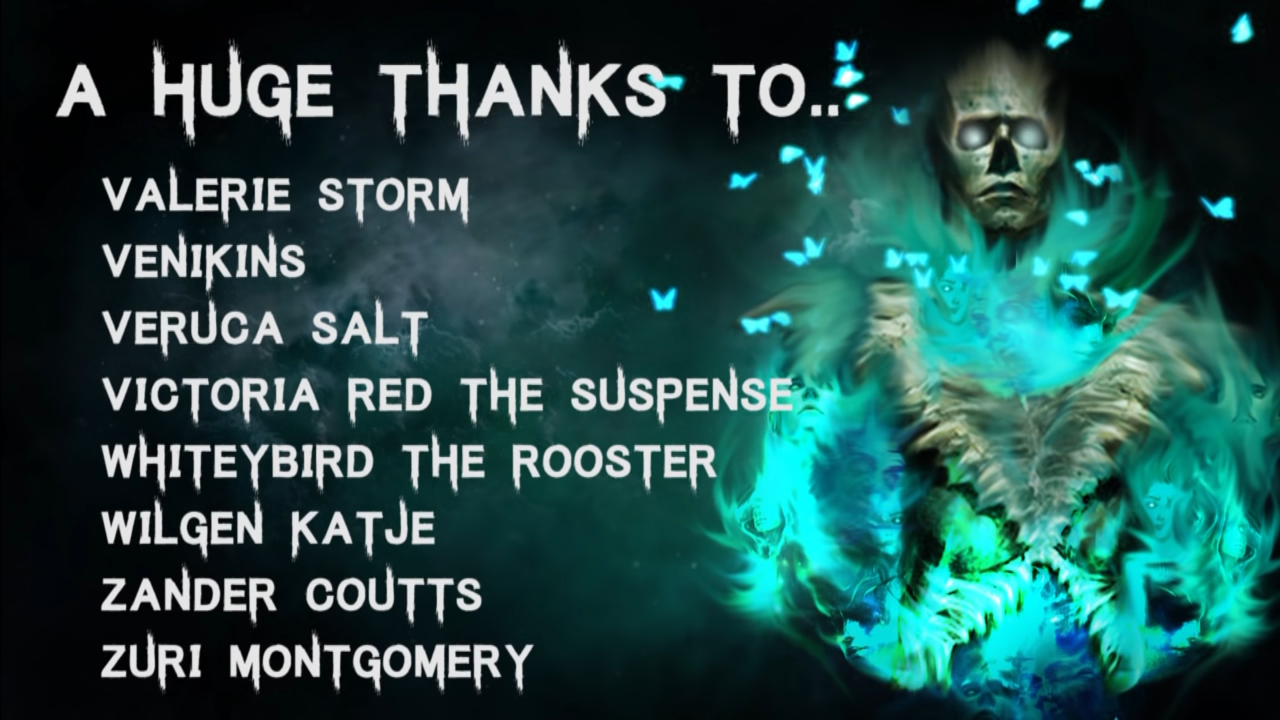 A HUGE THANKS TO..
VALERIE STORM
VENIKINS
VERUCA SALT
VICTORIA RED THE SUSPENSE
WHITEYBIRD THE ROOSTER
WILGEN KATJE
ZANDER COUTTS
ZURI MONTGOMERY